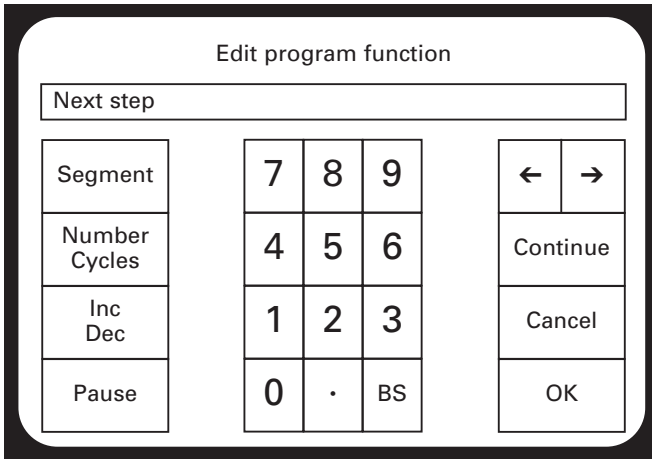 Edit program function
Next step
Segment 7 8 9 ← →
Number
Cycles 4 5 6 Continue
Inc
Dec 1 2 3 Cancel
Pause 0 . BS OK